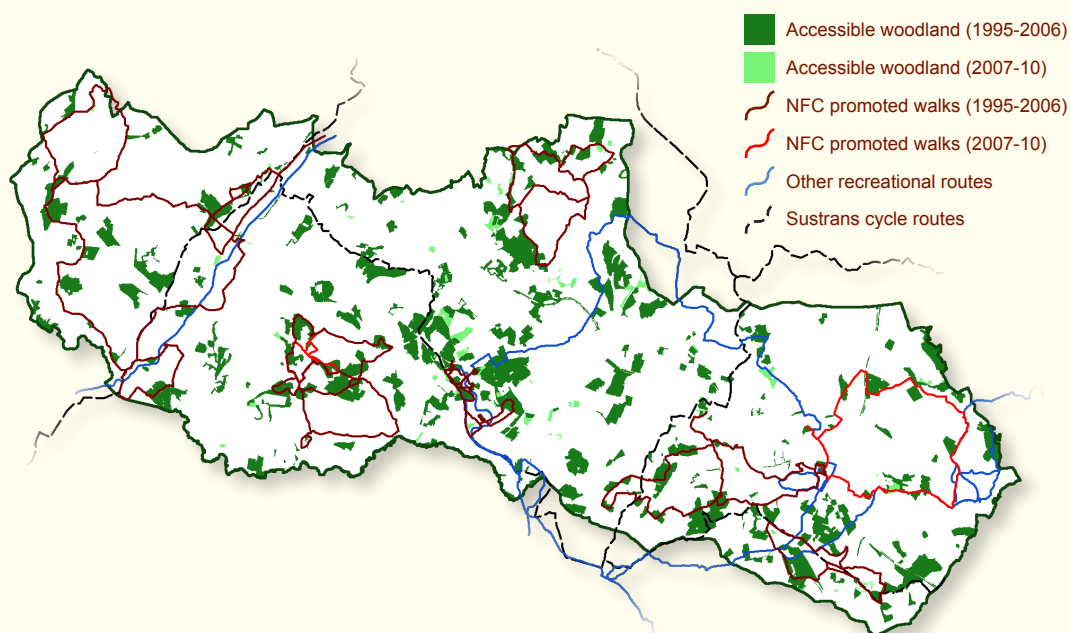 Accessible woodland (1995-2006)
Accessible woodland (2007-10)
NFC promoted walks (1995-2006)
NFC promoted walks (2007-10)
Other recreational routes
Sustrans cycle routes